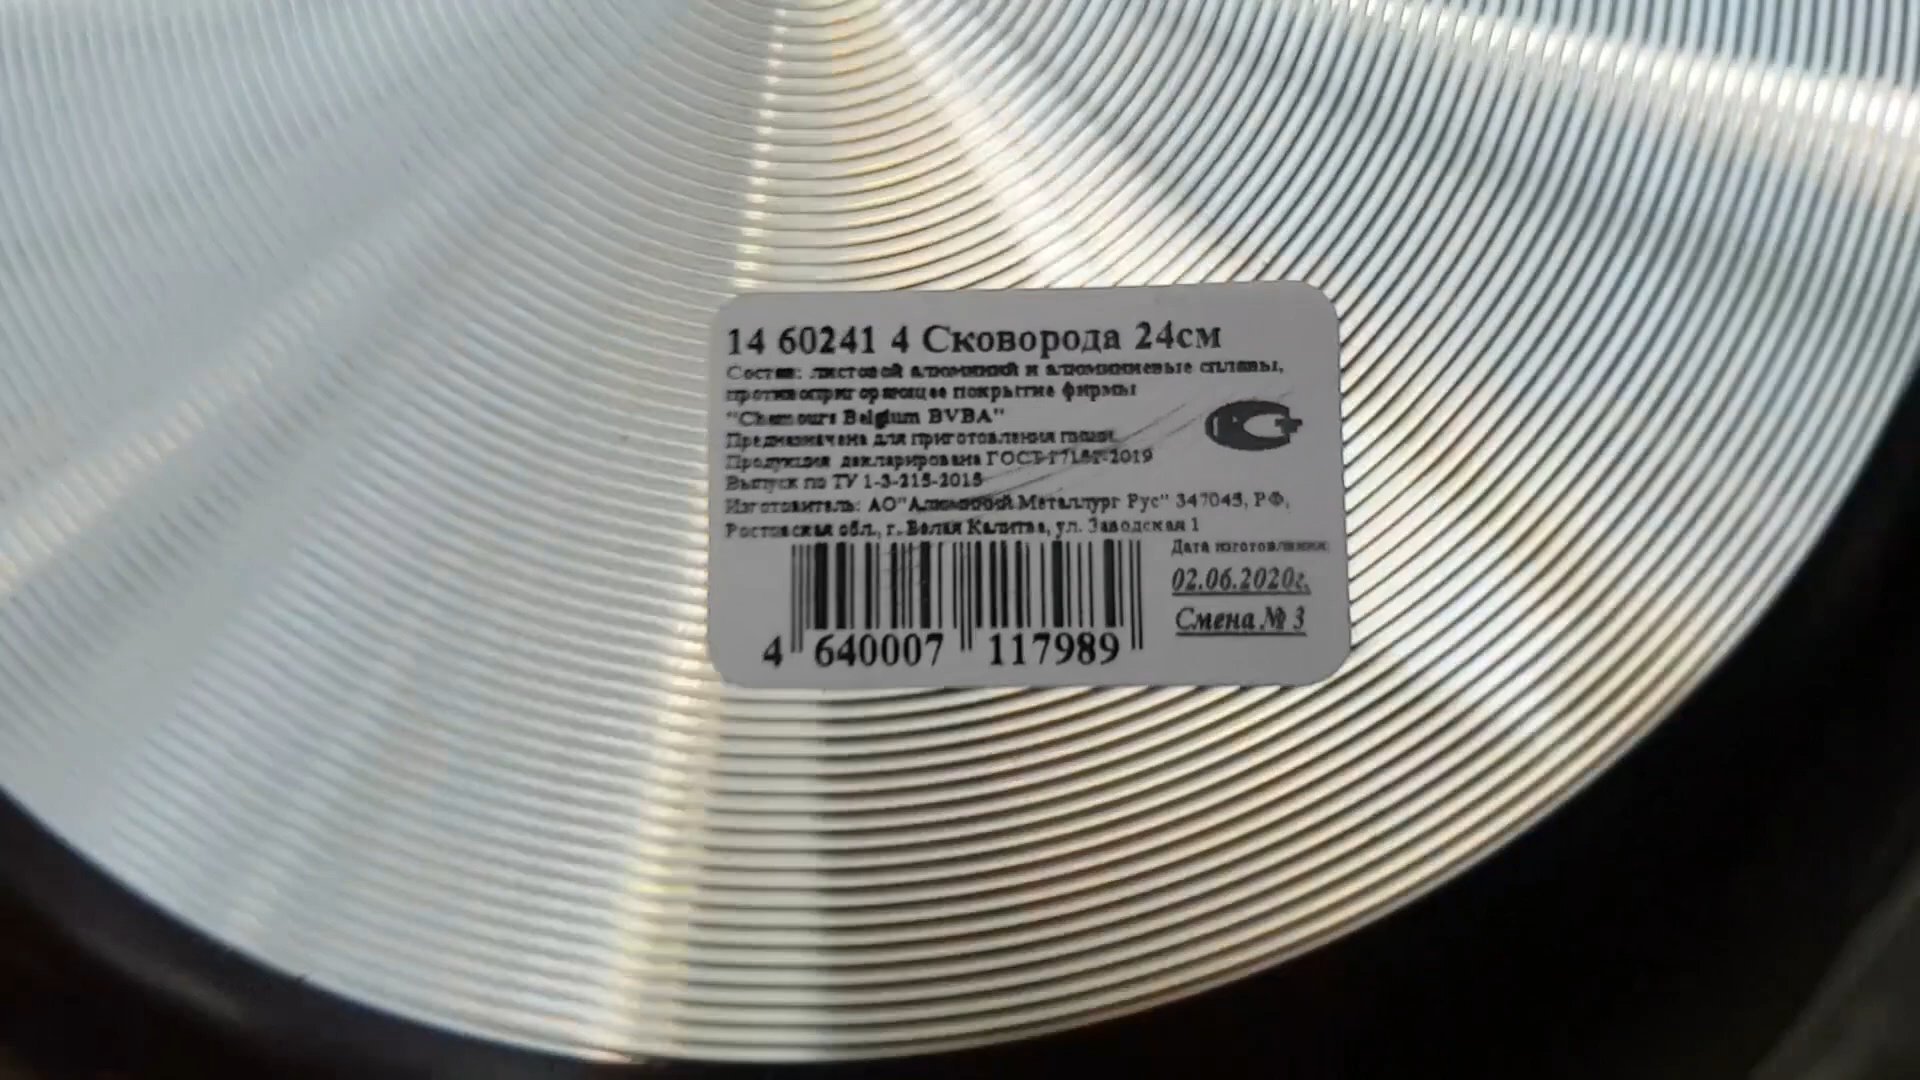 14 60241 4 Сковорода 24см
Состав: листовой алюминий и алюминиевые сплавы,
противопригорающее покрытие фирмы
"Chemours Belgium BVBA"
Предназначена для приготовления пищи.
Продукция декларирована ГОСТ Р 2019
Выпуск по ТУ 1-3-215-2015
Изготовитель: АО"Алюминий Металлург Рус" 347045, РФ,
Ростовская обл., г. Белая Калитва, ул. Заводская 1
Дата изготовления:
02.06.2020г.
Смена № 3
4 640007 117989